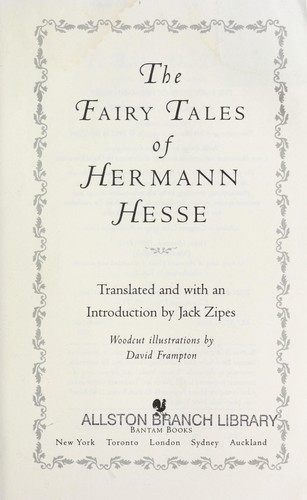 The
FAIRY TALES
of
HERMANN
HESSE
Translated and with an
Introduction by Jack Zipes
Woodcut illustrations by
David Frampton
ALLSTON BRANCH LIBRARY
BANTAM BOOKS
New York Toronto London Sydney Auckland